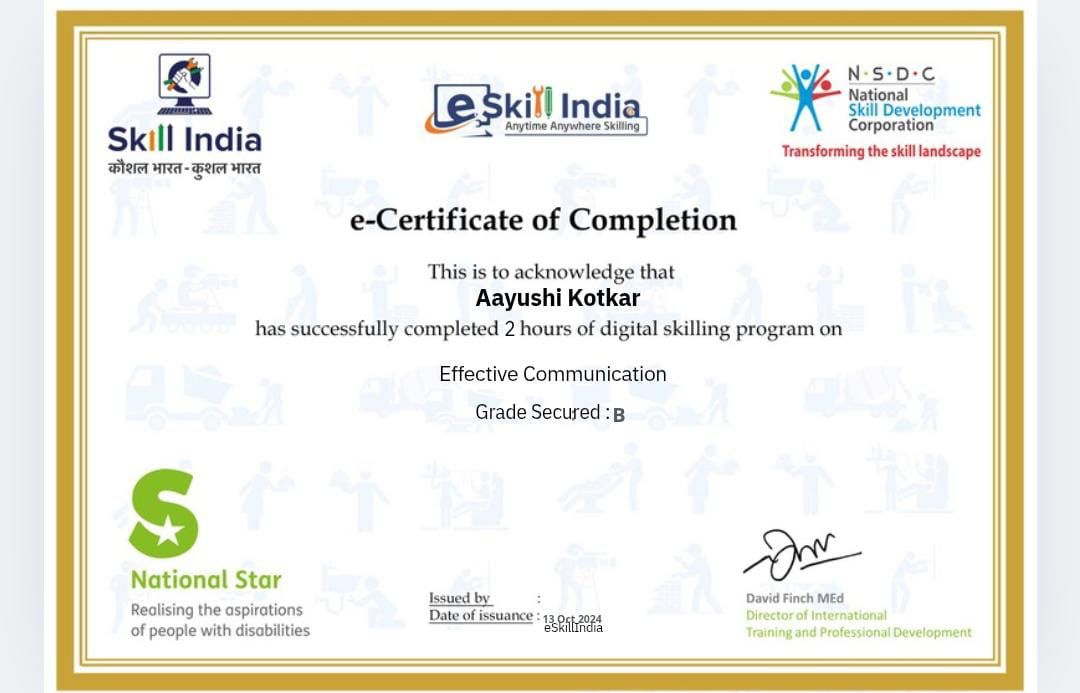 Skill India
कौशल भारत - कुशल भारत
eSkill India
Anytime Anywhere Skilling
N·S·D·C
National
Skill Development
Corporation
Transforming the skill landscape
e-Certificate of Completion
This is to acknowledge that
Aayushi Kotkar
has successfully completed 2 hours of digital skilling program on
Effective Communication
Grade Secured : B
National Star
Realising the aspirations
of people with disabilities
Issued by :
Date of issuance : 13 Oct 2024
eSkillIndia
David Finch MEd
Director of International
Training and Professional Development